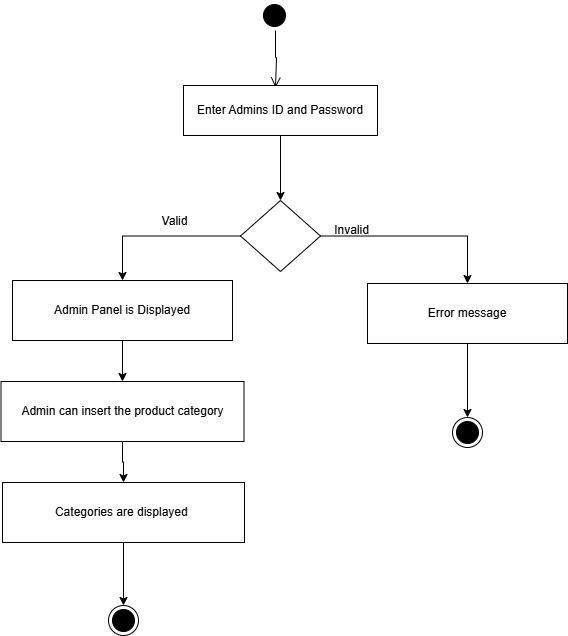 Enter Admins ID and Password
Valid
Invalid
Admin Panel is Displayed
Error message
Admin can insert the product category
Categories are displayed